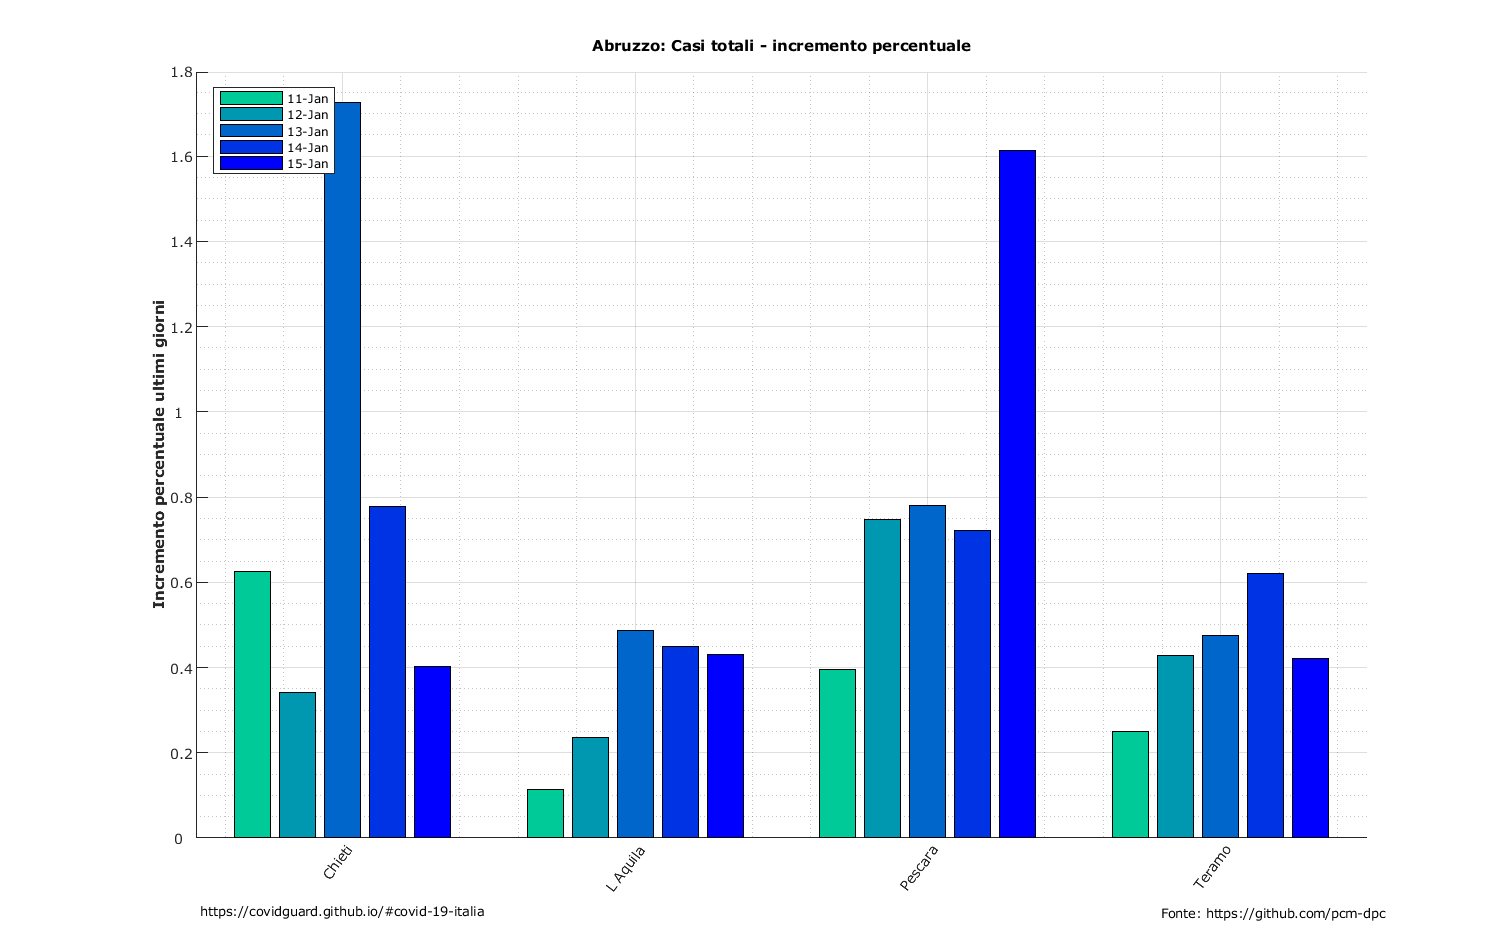 Abruzzo: Casi totali - incremento percentuale
1.8
1.6
1.4
1.2
1
0.8
0.6
0.4
0.2
0
Incremento percentuale ultimi giorni
11-Jan
12-Jan
13-Jan
14-Jan
15-Jan
Chieti
L Aquila
Pescara
Teramo
https://covidguard.github.io/#covid-19-italia
Fonte: https://github.com/pcm-dpc